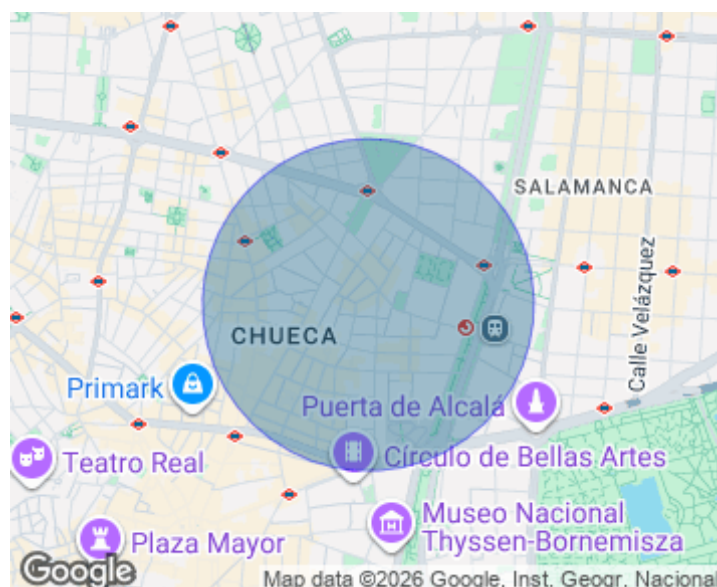 SALAMANCA
Calle Velázquez
CHUECA
Primark
Puerta de Alcalá
Teatro Real
Círculo de Bellas Artes
Museo Nacional
Thyssen-Bornemisza
Plaza Mayor
Google
Map data ©2026 Google, Inst. Geogr. Nacional